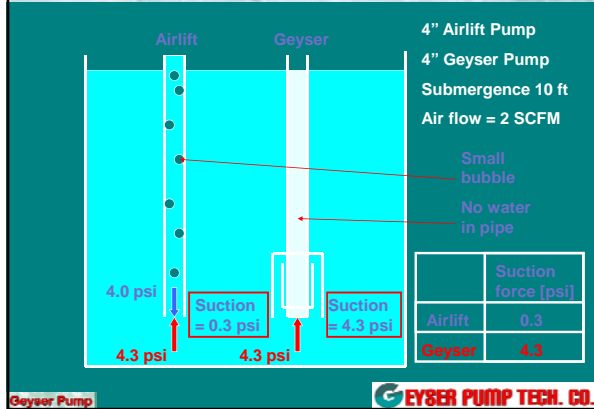 Airlift
Geyser
4” Airlift Pump
4” Geyser Pump
Submergence 10 ft
Air flow = 2 SCFM
Small
bubble
No water
in pipe
4.0 psi
Suction
= 0.3 psi
Suction
= 4.3 psi
4.3 psi
4.3 psi
Suction
force [psi]
Airlift 0.3
Geyser 4.3
Geyser Pump
GEYSER PUMP TECH. CO.